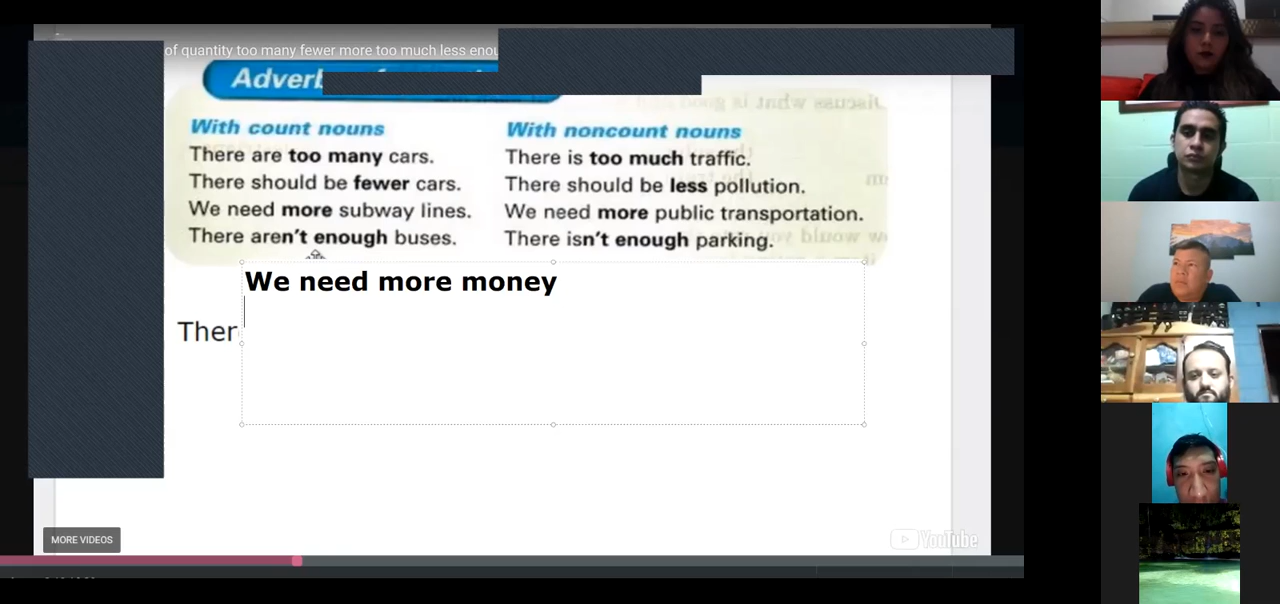 of quantity too many fewer more too much less enou
Adverb
With count nouns
There are too many cars.
There should be fewer cars.
We need more subway lines.
There aren't enough buses.
With noncount nouns
There is too much traffic.
There should be less pollution.
We need more public transportation.
There isn't enough parking.
We need more money
Ther
MORE VIDEOS
YouTube